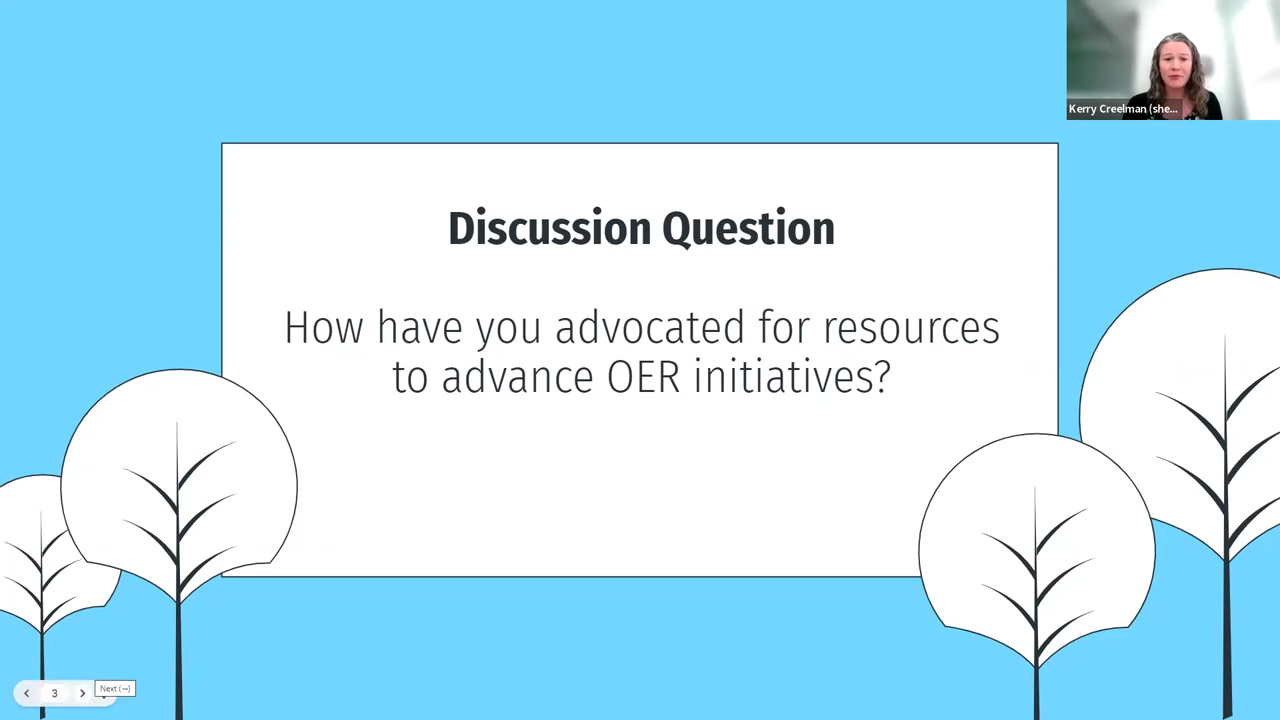 Kerry Creelman (she...
Discussion Question
How have you advocated for resources
to advance OER initiatives?
3
Next (→)